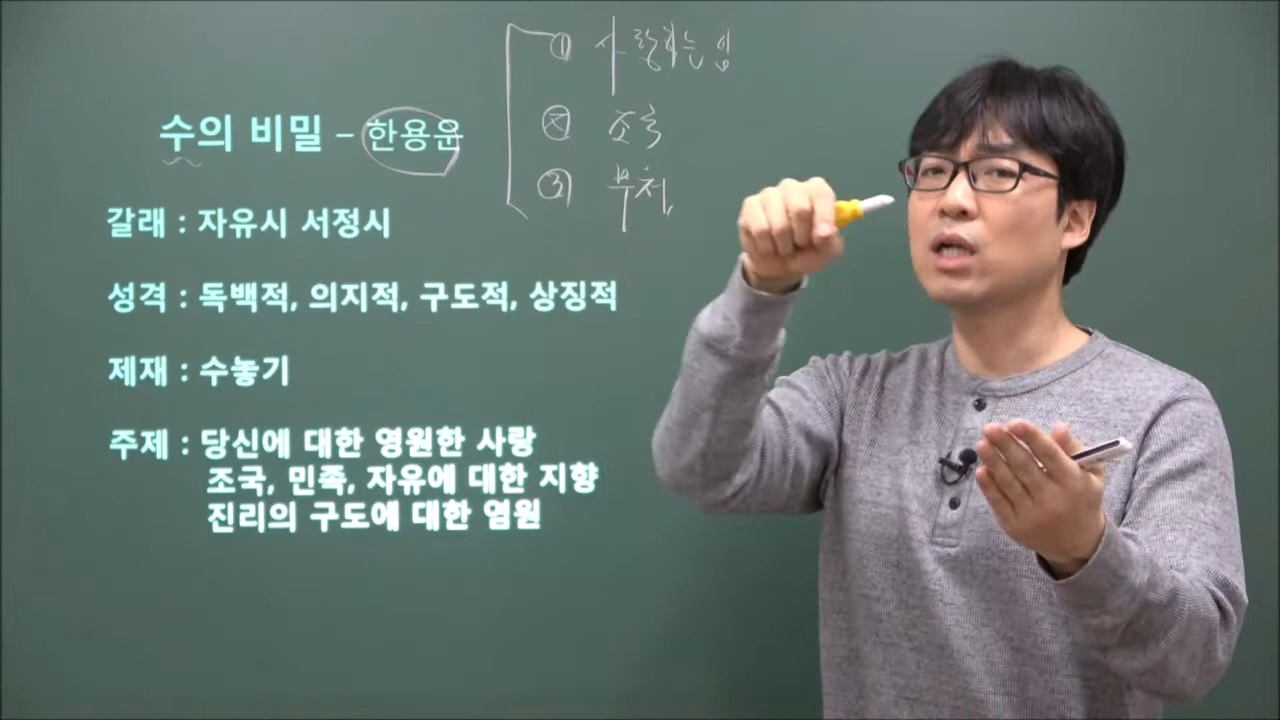 ① 사랑하는 임
수의 비밀 - 한용운
② 조국
③ 부처
갈래 : 자유시 서정시
성격 : 독백적, 의지적, 구도적, 상징적
제재 : 수놓기
주제 : 당신에 대한 영원한 사랑
조국, 민족, 자유에 대한 지향
진리의 구도에 대한 염원